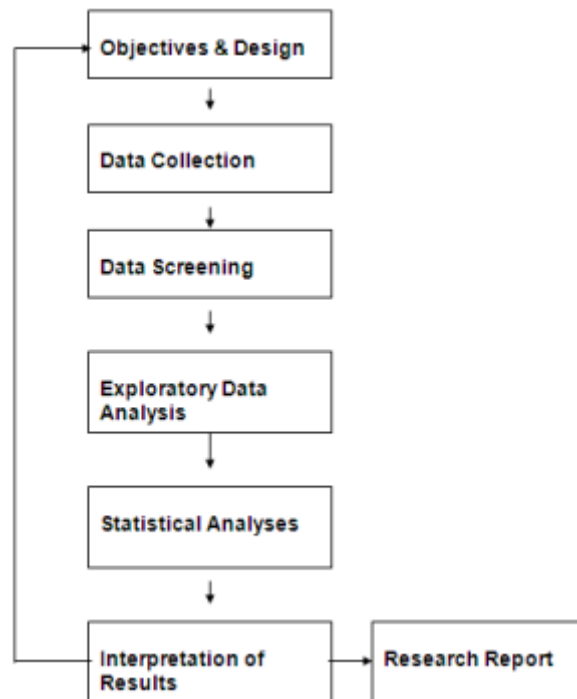 Objectives & Design
Data Collection
Data Screening
Exploratory Data
Analysis
Statistical Analyses
Interpretation of
Results
Research Report